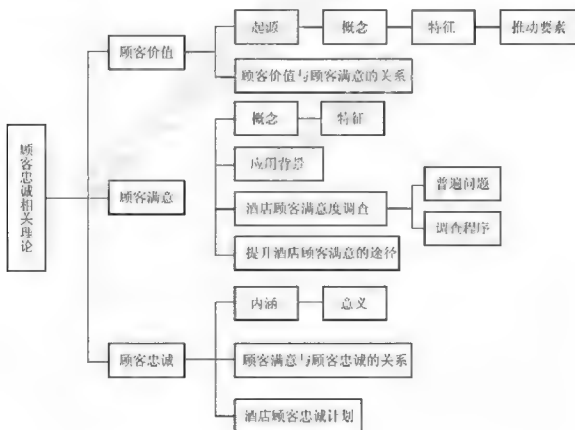 顾客忠诚相关理论
顾客价值
起源
概念
特征
推动要素
顾客价值与顾客满意的关系
顾客满意
概念
特征
应用背景
酒店顾客满意度调查
普遍问题
调查程序
提升酒店顾客满意的途径
顾客忠诚
内涵
意义
顾客满意与顾客忠诚的关系
酒店顾客忠诚计划